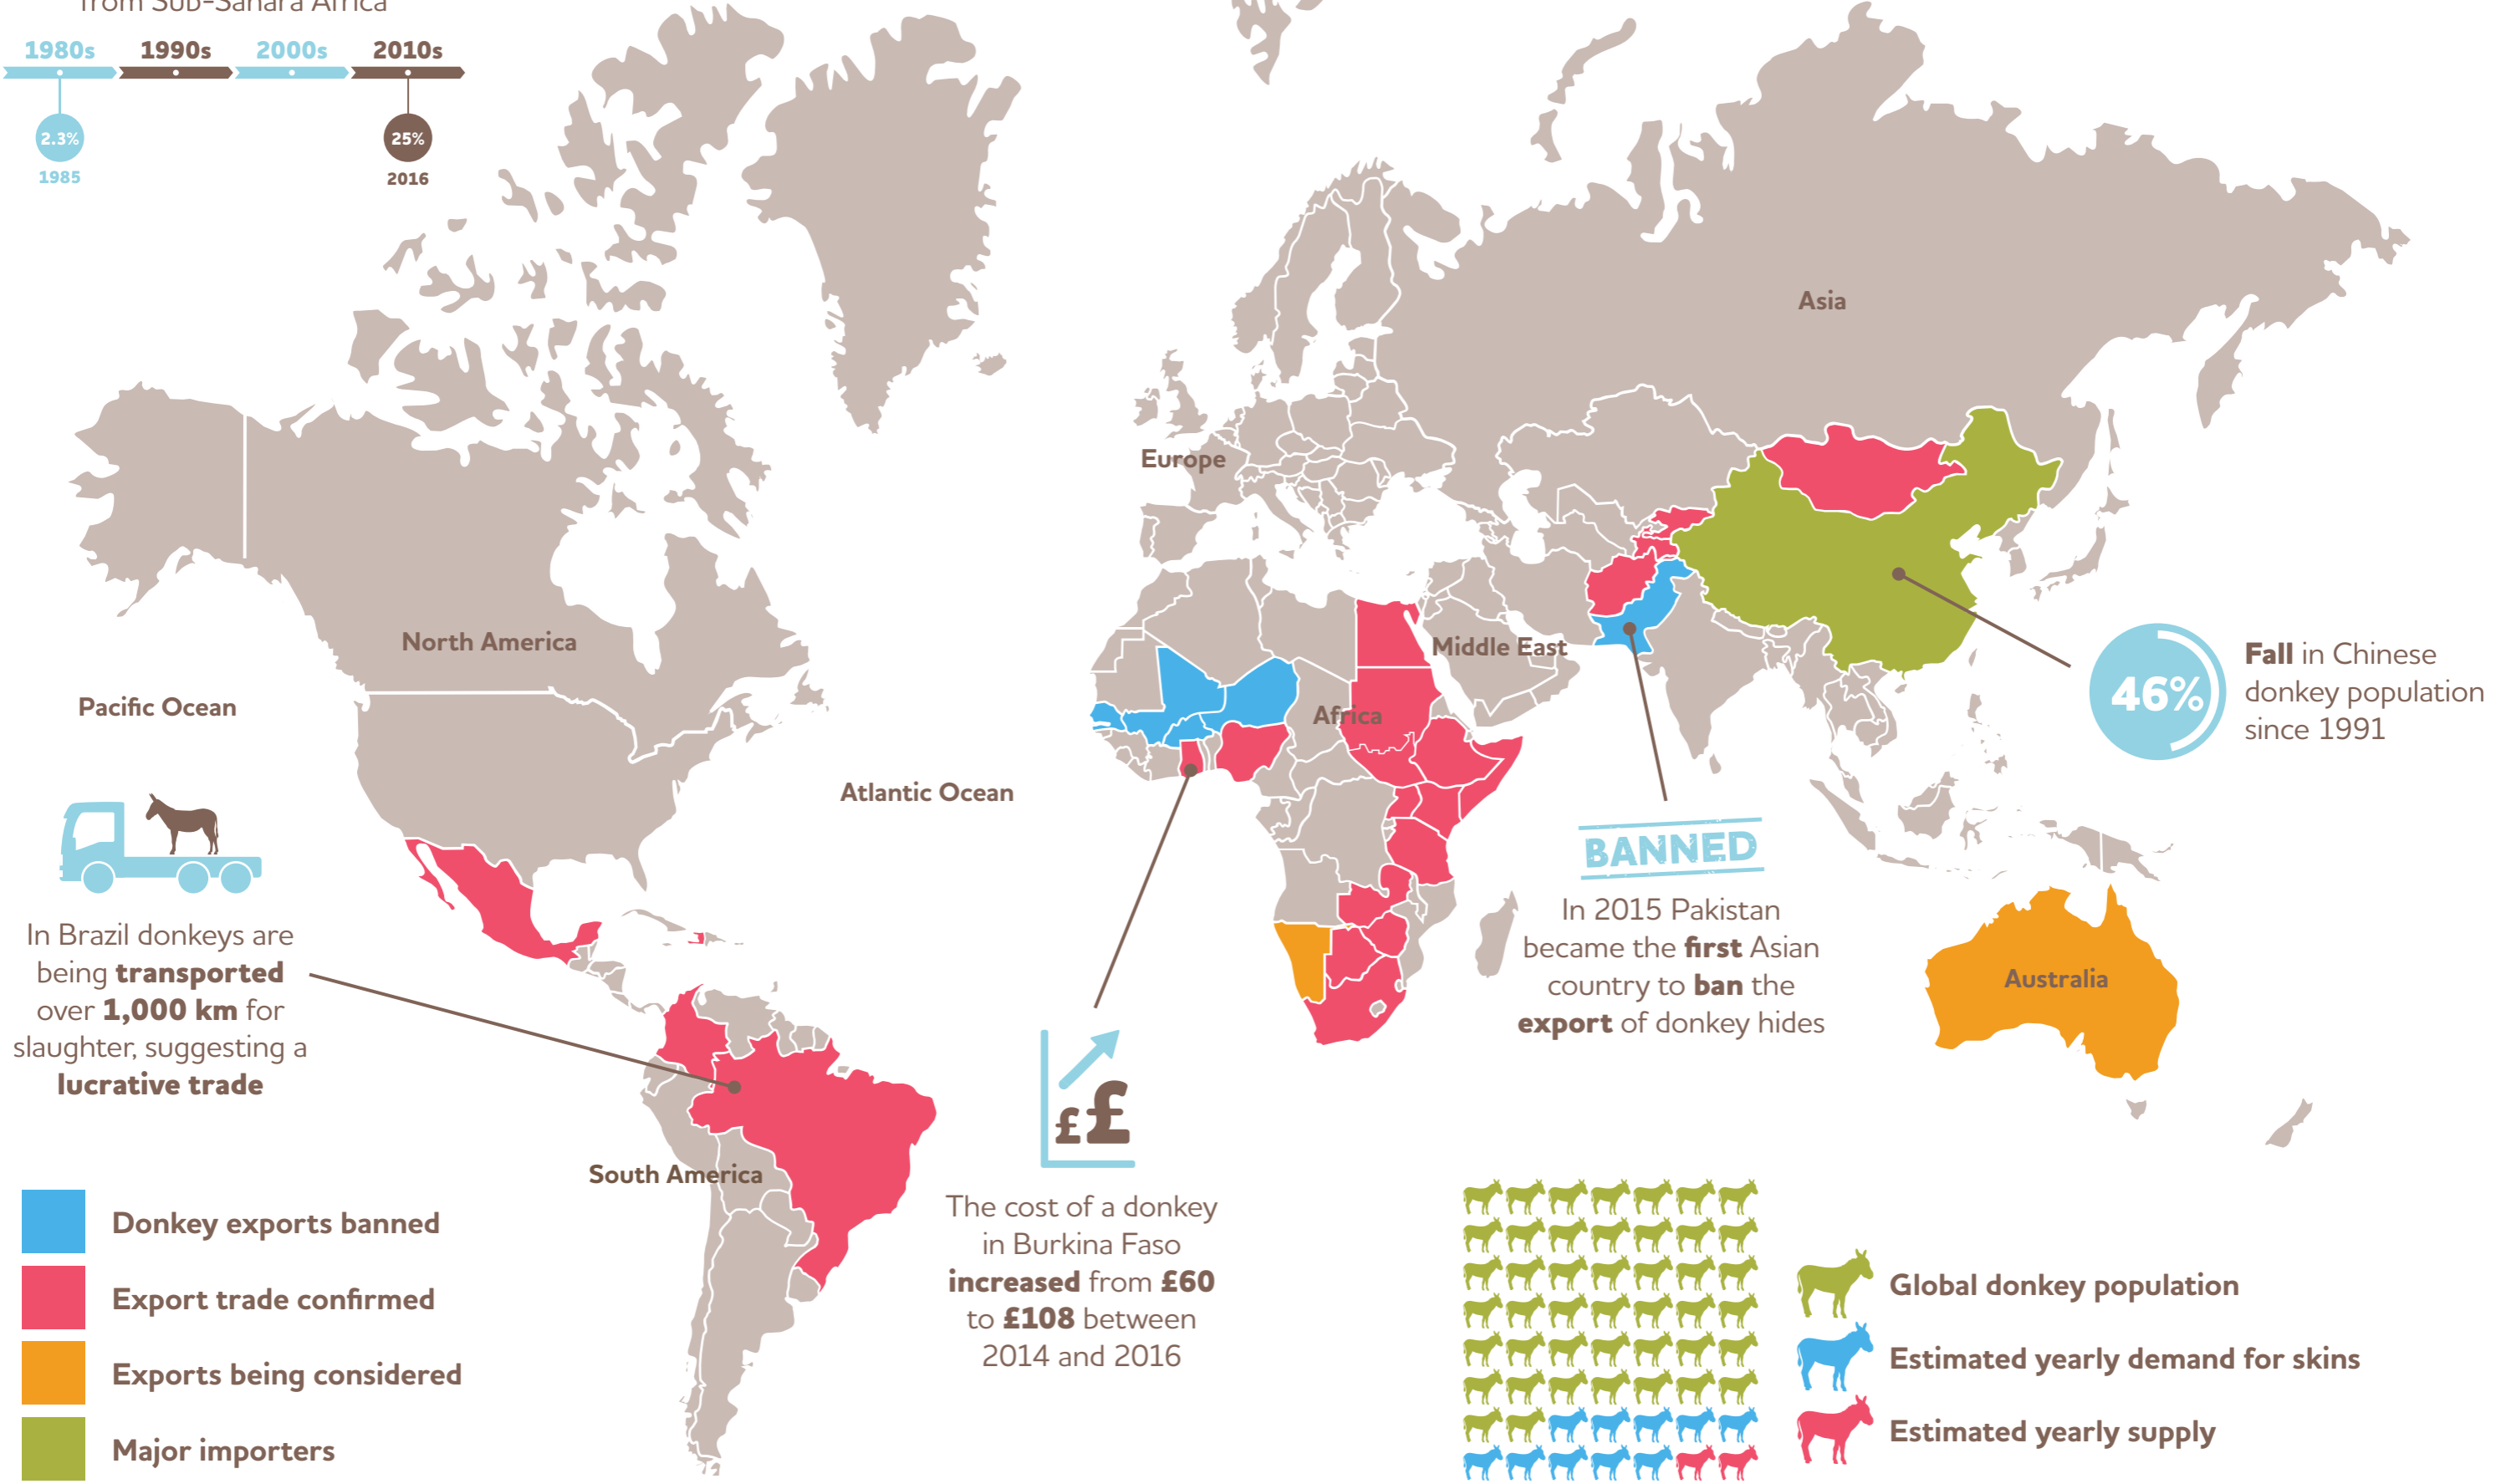 from Sub-Sahara Africa
1980s 1990s 2000s 2010s
2.3% 25%
1985 2016
Asia
Europe
North America
Middle East
Pacific Ocean
Africa
Atlantic Ocean
Australia
South America
46%
Fall in Chinese
donkey population
since 1991
BANNED
In 2015 Pakistan
became the first Asian
country to ban the
export of donkey hides
In Brazil donkeys are
being transported
over 1,000 km for
slaughter, suggesting a
lucrative trade
££
The cost of a donkey
in Burkina Faso
increased from £60
to £108 between
2014 and 2016
Donkey exports banned
Export trade confirmed
Exports being considered
Major importers
Global donkey population
Estimated yearly demand for skins
Estimated yearly supply